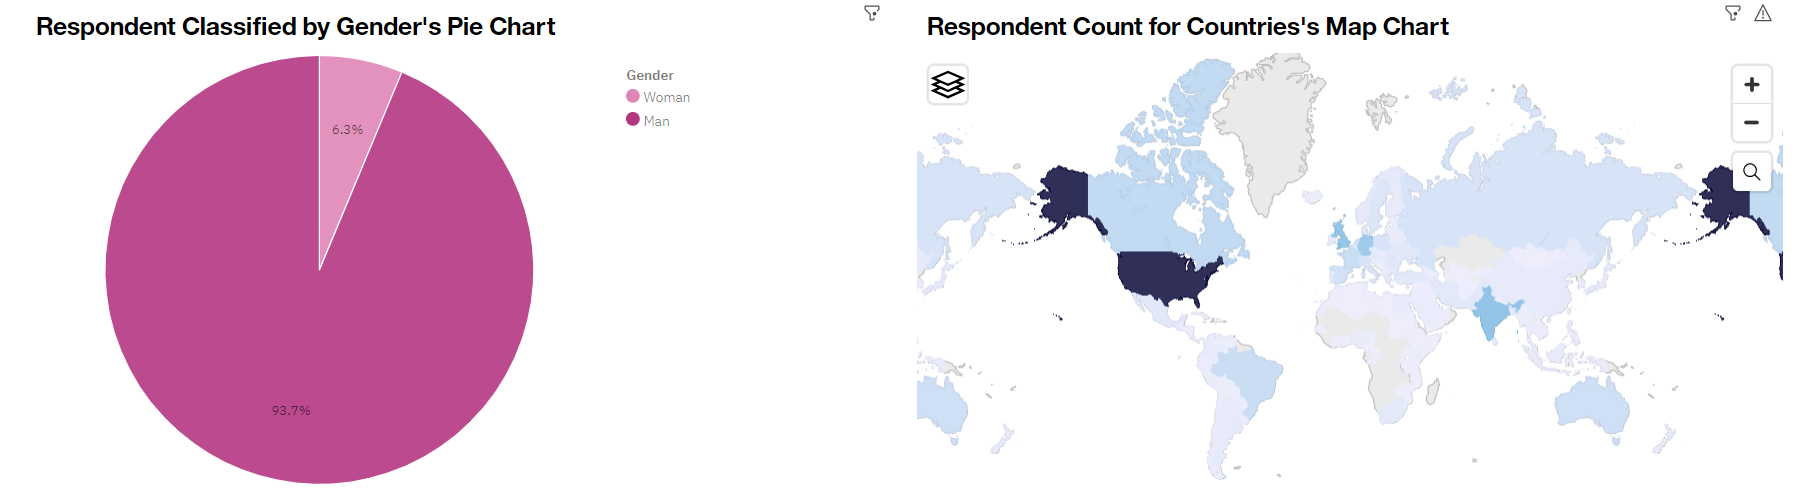 Respondent Classified by Gender's Pie Chart
Gender
Woman
Man
6.3%
93.7%
Respondent Count for Countries's Map Chart